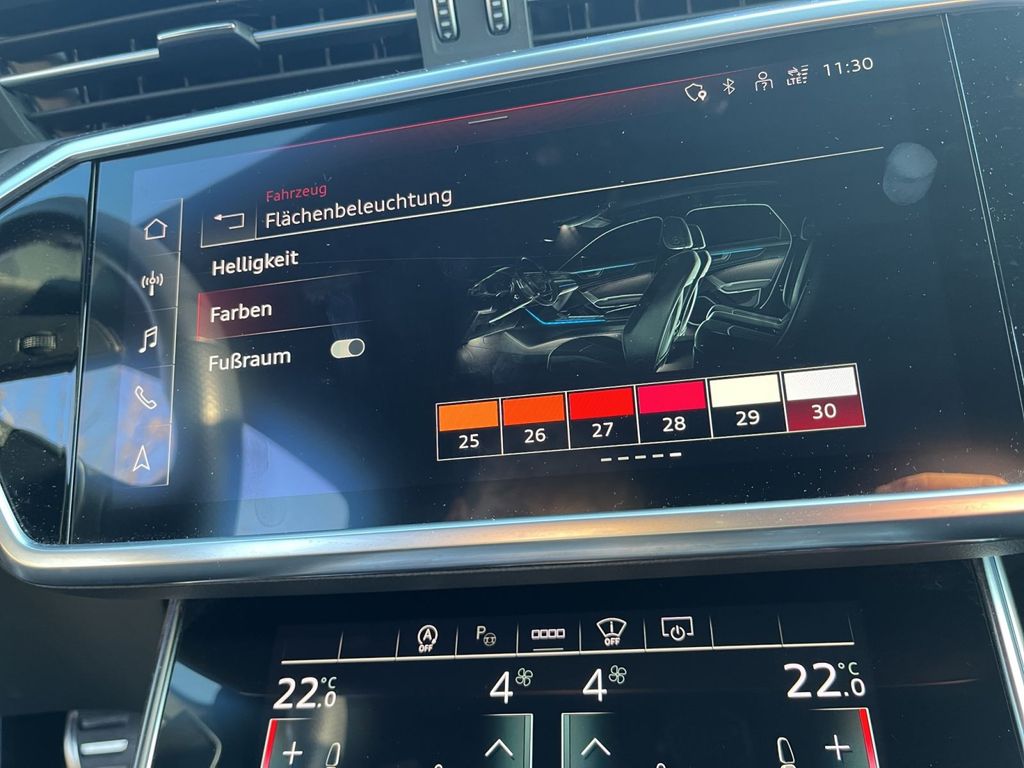 LTE 11:30
Fahrzeug
Flächenbeleuchtung
Helligkeit
Farben
Fußraum
25 26 27 28 29 30
A OFF P OFF
22.0 °C 4 4 22.0 °C